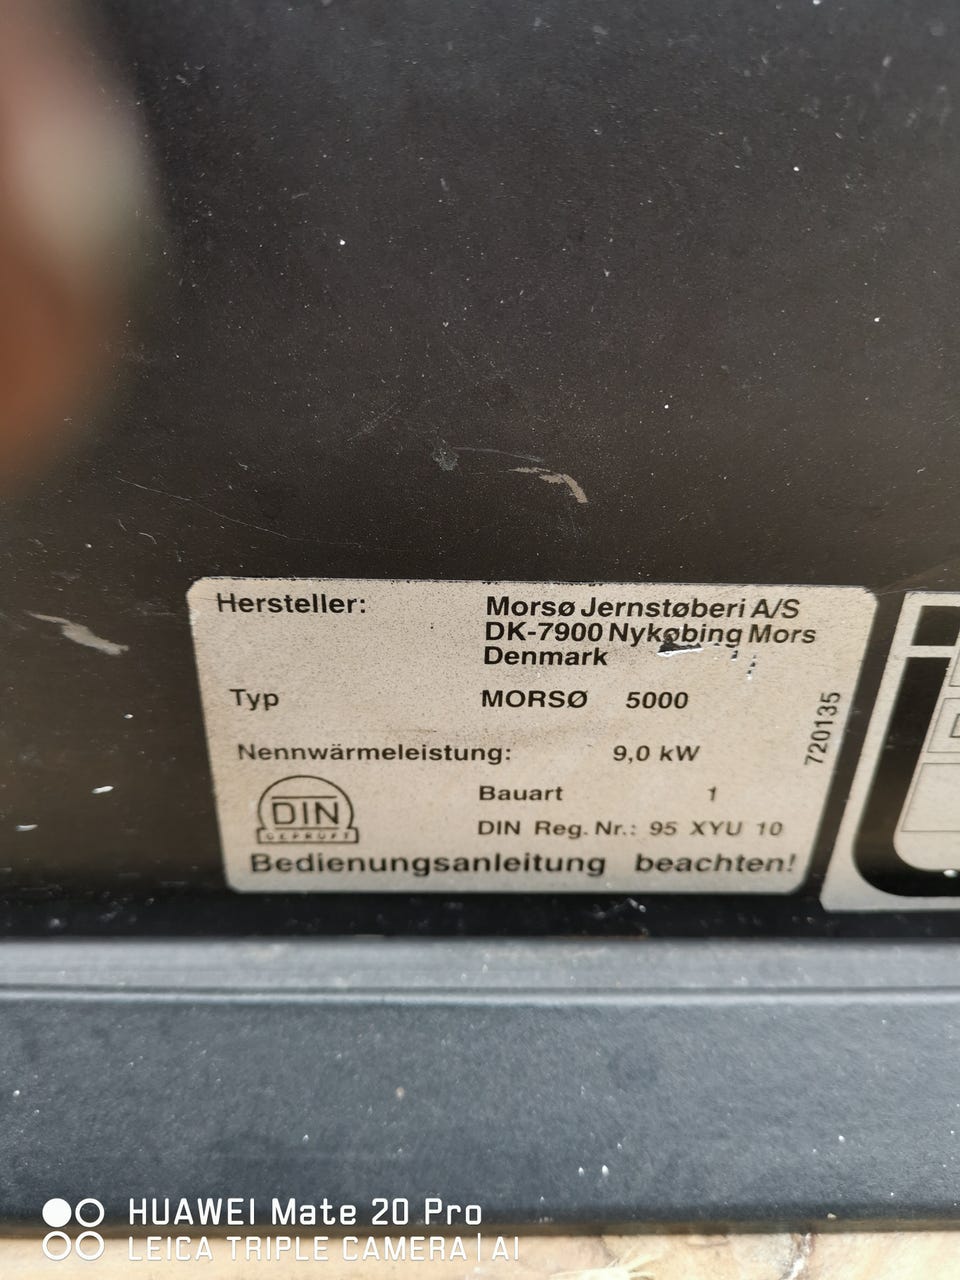 Hersteller: Morsø Jernstøberi A/S
DK-7900 Nykøbing Mors
Denmark
Typ MORSØ 5000
Nennwärmeleistung: 9,0 kW
720135
DIN
GEPRÜFT
Bauart 1
DIN Reg. Nr.: 95 XYU 10
Bedienungsanleitung beachten!
HUAWEI Mate 20 Pro
LEICA TRIPLE CAMERA | AI